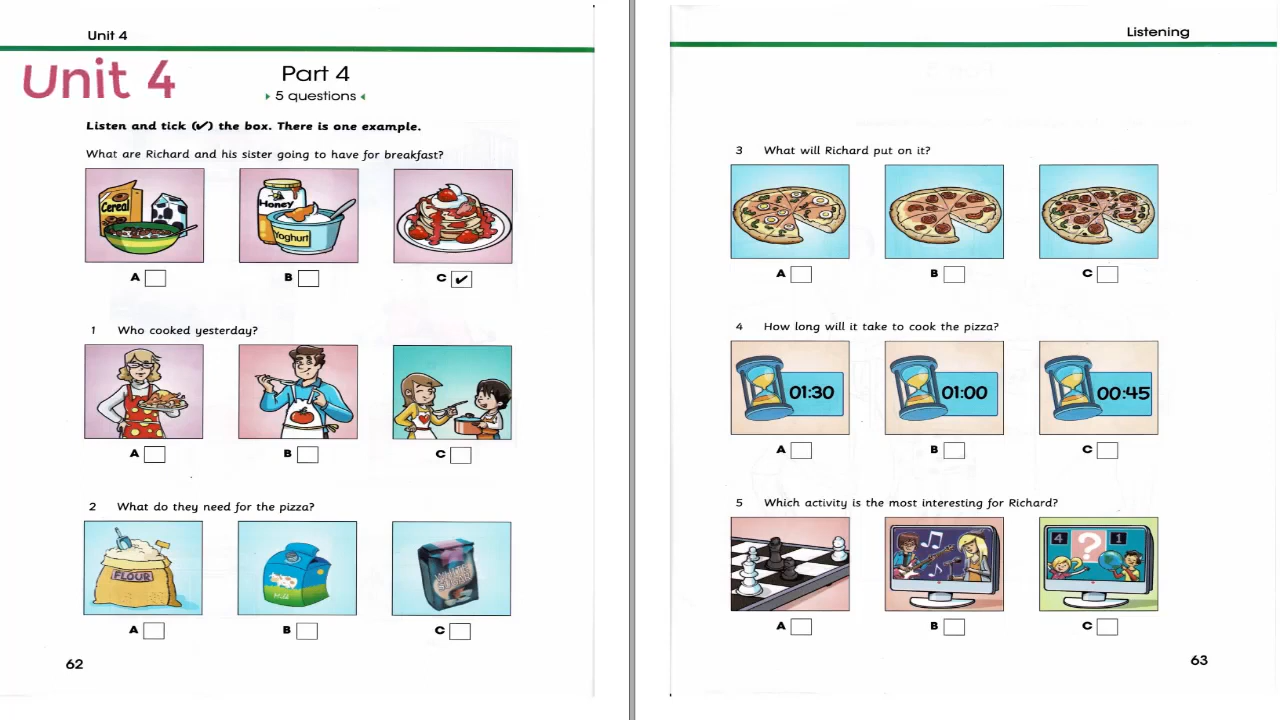 Unit 4
Unit 4
Part 4
5 questions
Listen and tick (✔) the box. There is one example.
What are Richard and his sister going to have for breakfast?
Cereal
Honey
Yoghurt
A
B
C ✔
1 Who cooked yesterday?
A
B
C
2 What do they need for the pizza?
FLOUR
Milk
A
B
C
62
Listening
3 What will Richard put on it?
A
B
C
4 How long will it take to cook the pizza?
01:30
01:00
00:45
A
B
C
5 Which activity is the most interesting for Richard?
4 ? 1
A
B
C
63